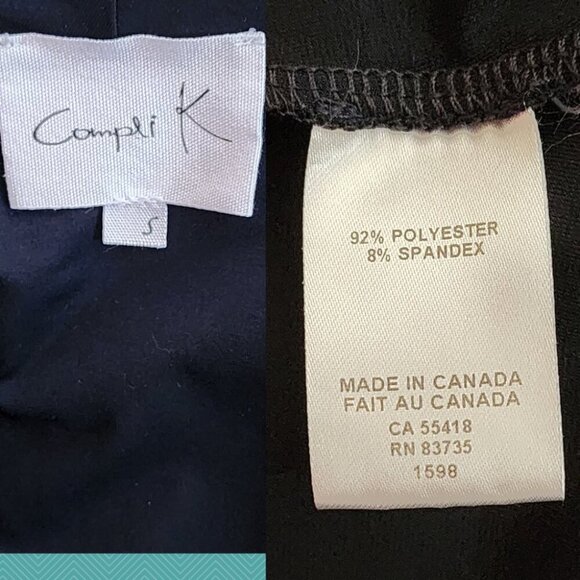 Compli K
S
92% POLYESTER
8% SPANDEX
MADE IN CANADA
FAIT AU CANADA
CA 55418
RN 83735
1598